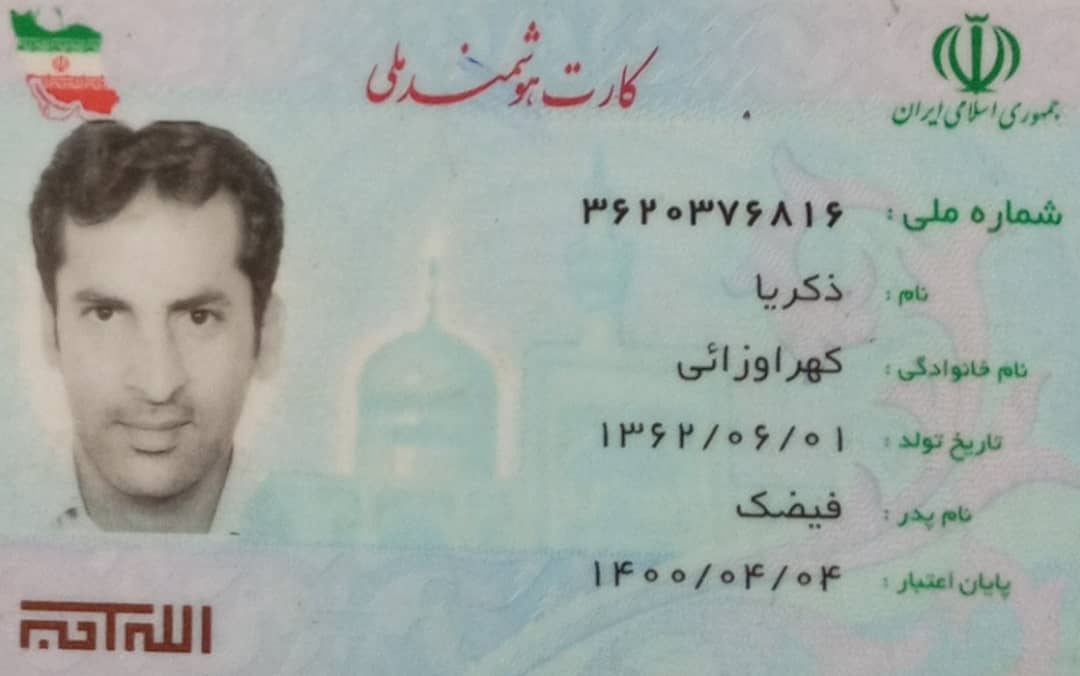 کارت هوشمند ملی
جمهوری اسلامی ایران
شماره ملی : ۳۶۲۰۳۷۶۸۱۶
نام : ذکریا
نام خانوادگی : کهراوزائی
تاریخ تولد : ۱۳۶۲/۰۶/۰۱
نام پدر : فیضک
پایان اعتبار : ۱۴۰۰/۰۴/۰۴
الله اکبر